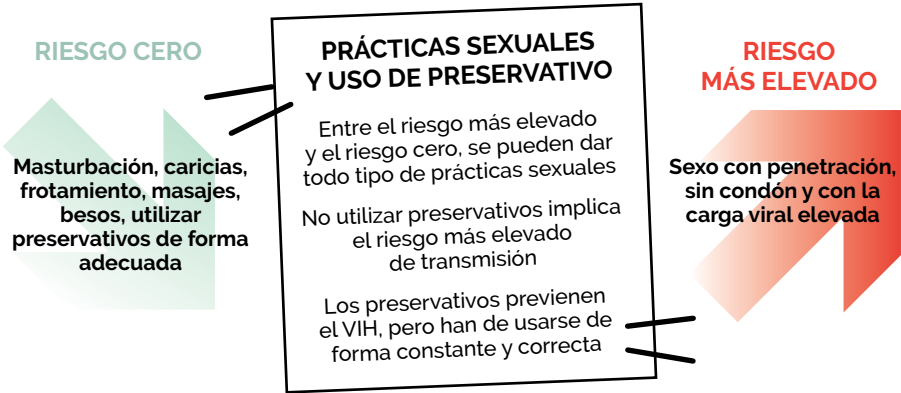 RIESGO CERO
Masturbación, caricias,
frotamiento, masajes,
besos, utilizar
preservativos de forma
adecuada
PRÁCTICAS SEXUALES
Y USO DE PRESERVATIVO
Entre el riesgo más elevado
y el riesgo cero, se pueden dar
todo tipo de prácticas sexuales
No utilizar preservativos implica
el riesgo más elevado
de transmisión
Los preservativos previenen
el VIH, pero han de usarse de
forma constante y correcta
RIESGO
MÁS ELEVADO
Sexo con penetración,
sin condón y con la
carga viral elevada